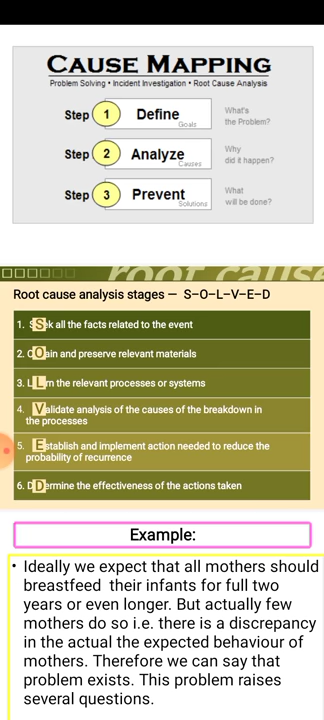 CAUSE MAPPING
Problem Solving • Incident Investigation • Root Cause Analysis
Step 1 Define Goals What's the Problem?
Step 2 Analyze Causes Why did it happen?
Step 3 Prevent Solutions What will be done?
root cause
Root cause analysis stages — S–O–L–V–E–D
1. Seek all the facts related to the event
2. Obtain and preserve relevant materials
3. Learn the relevant processes or systems
4. Validate analysis of the causes of the breakdown in
the processes
5. Establish and implement action needed to reduce the
probability of recurrence
6. Determine the effectiveness of the actions taken
Example:
• Ideally we expect that all mothers should
breastfeed their infants for full two
years or even longer. But actually few
mothers do so i.e. there is a discrepancy
in the actual the expected behaviour of
mothers. Therefore we can say that
problem exists. This problem raises
several questions.